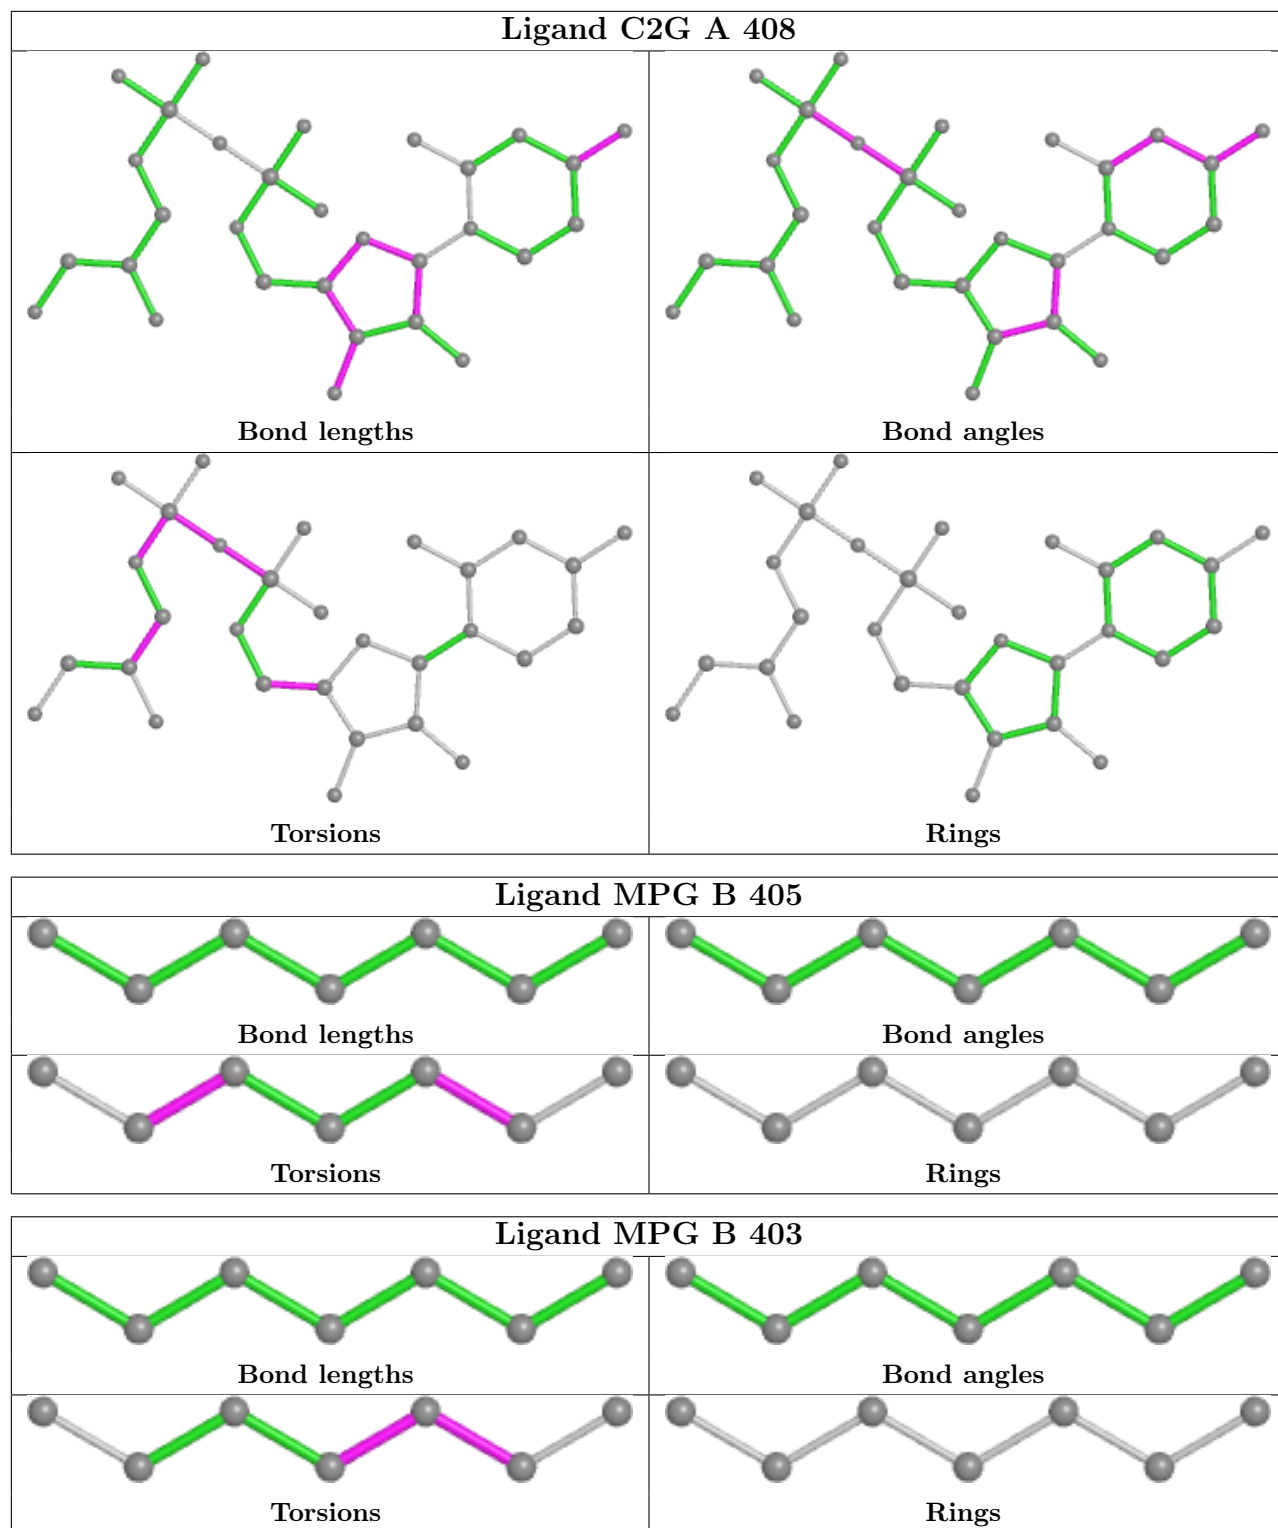 Ligand C2G A 408
Bond lengths
Bond angles
Torsions
Rings
Ligand MPG B 405
Bond lengths
Bond angles
Torsions
Rings
Ligand MPG B 403
Bond lengths
Bond angles
Torsions
Rings